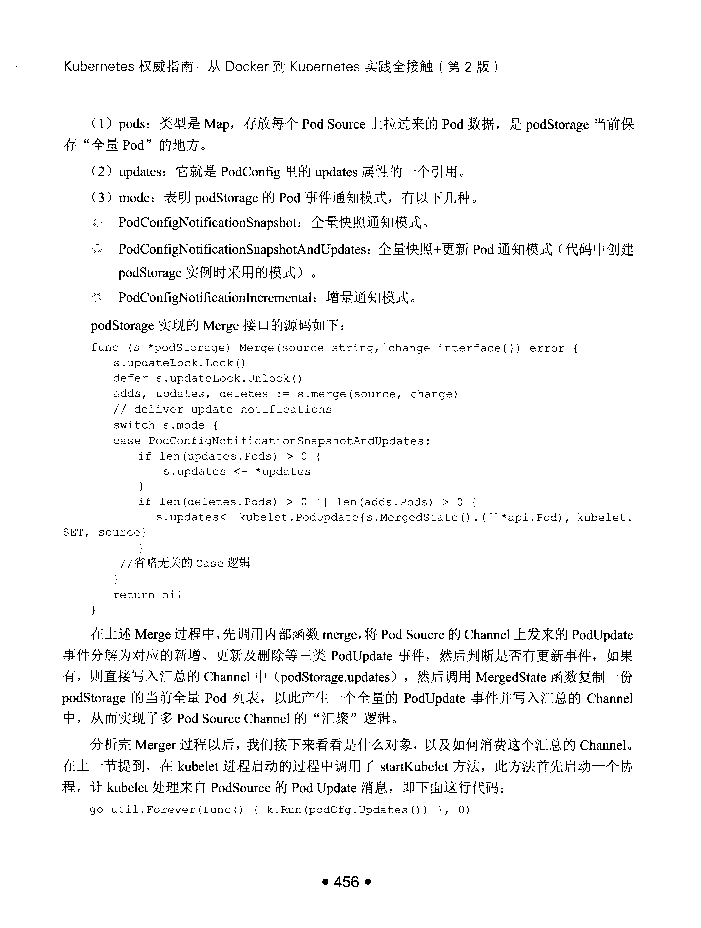 Kubernetes 权威指南：从 Docker 到 Kubernetes 实践全接触（第 2 版）
（1）pods：类型是 Map，存放每个 Pod Source 上拉过来的 Pod 数据，是 podStorage 当前保
存“全量 Pod”的地方。
（2）updates：它就是 PodConfig 里的 updates 属性的一个引用。
（3）mode：表明 podStorage 的 Pod 事件通知模式，有以下几种。
PodConfigNotificationSnapshot：全量快照通知模式。
PodConfigNotificationSnapshotAndUpdates：全量快照+更新 Pod 通知模式（代码中创建
podStorage 实例时采用的模式）。
PodConfigNotificationIncremental：增量通知模式。
podStorage 实现的 Merge 接口的源码如下：
func (s *podStorage) Merge(source string, change interface{}) error {
s.updateLock.Lock()
defer s.updateLock.Unlock()
adds, updates, deletes := s.merge(source, change)
// deliver update notifications
switch s.mode {
case PodConfigNotificationSnapshotAndUpdates:
if len(updates.Pods) > 0 {
s.updates <- *updates
}
if len(deletes.Pods) > 0 || len(adds.Pods) > 0 {
s.updates<- kubelet.PodUpdate{s.MergedState().([]*api.Pod), kubelet.
SET, source}
}
//省略无关的 Case 逻辑
}
return nil
}
在上述 Merge 过程中，先调用内部函数 merge，将 Pod Soucre 的 Channel 上发来的 PodUpdate
事件分解为对应的新增、更新及删除等三类 PodUpdate 事件，然后判断是否有更新事件，如果
有，则直接写入汇总的 Channel 中（podStorage.updates），然后调用 MergedState 函数复制一份
podStorage 的当前全量 Pod 列表，以此产生一个全量的 PodUpdate 事件并写入汇总的 Channel
中，从而实现了多 Pod Source Channel 的“汇聚”逻辑。
分析完 Merger 过程以后，我们接下来看看是什么对象，以及如何消费这个汇总的 Channel。
在上一节提到，在 kubelet 进程启动的过程中调用了 startKubelet 方法，此方法首先启动一个协
程，让 kubelet 处理来自 PodSource 的 Pod Update 消息，即下面这行代码：
go util.Forever(func() { k.Run(podCfg.Updates()) }, 0)
• 456 •